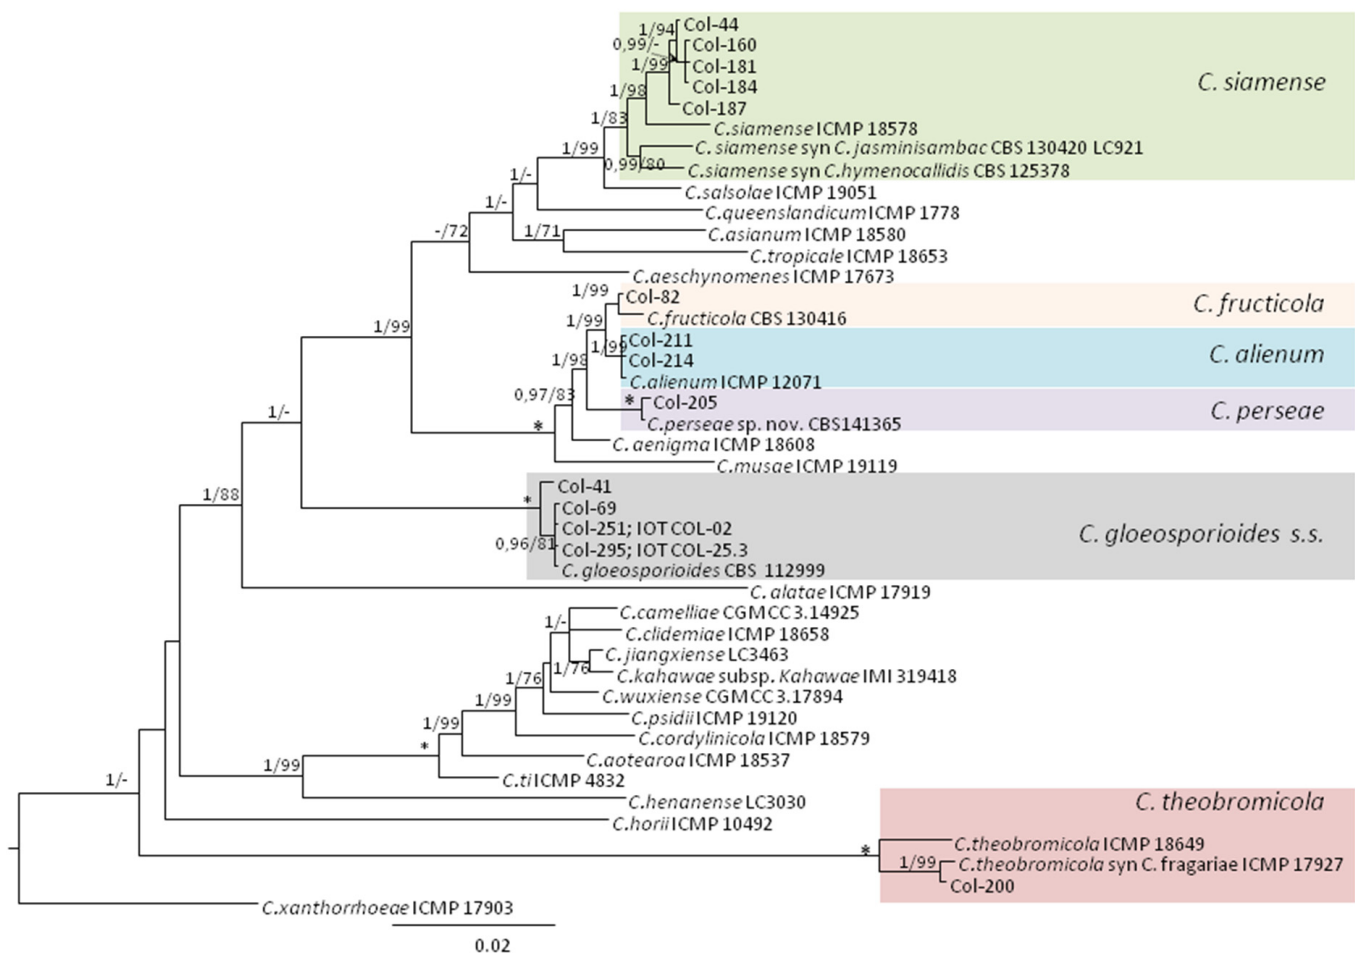 1/94
Col-44
0,99/-
Col-160
C. siamense
1/99
Col-181
1/98
Col-184
Col-187
1/83
C.siamense ICMP 18578
1/99
C. siamense syn C. jasminisambac CBS 130420 LC921
0,99/80
C.siamense syn C.hymenocallidis CBS 125378
1/-
C.salsolae ICMP 19051
1/-
C.queenslandicum ICMP 1778
-/72
1/71
C.asianum ICMP 18580
C.tropicale ICMP 18653
C.aeschynomenes ICMP 17673
1/99
Col-82
C. fructicola
1/99
C.fructicola CBS 130416
1/99
1/99
Col-211
C. alienum
1/98
Col-214
C.alienum ICMP 12071
0,97/83
*
Col-205
C. perseae
1/-
*
C.perseae sp. nov. CBS141365
C. aenigma ICMP 18608
C.musae ICMP 19119
1/88
*
Col-41
Col-69
Col-251; IOT COL-02
C. gloeosporioides s.s.
0,96/81
Col-295; IOT COL-25.3
C. gloeosporioides CBS 112999
C. alatae ICMP 17919
C.camelliae CGMCC 3.14925
1/-
C.clidemiae ICMP 18658
C. jiangxiense LC3463
1/76
C.kahawae subsp. Kahawae IMI 319418
1/76
C.wuxiense CGMCC 3.17894
1/99
C.psidii ICMP 19120
1/99
C.cordylinicola ICMP 18579
*
C.aotearoa ICMP 18537
1/99
C.ti ICMP 4832
1/-
C.henanense LC3030
C. theobromicola
C.horii ICMP 10492
*
C.theobromicola ICMP 18649
1/99
C.theobromicola syn C. fragariae ICMP 17927
Col-200
C.xanthorrhoeae ICMP 17903
0.02